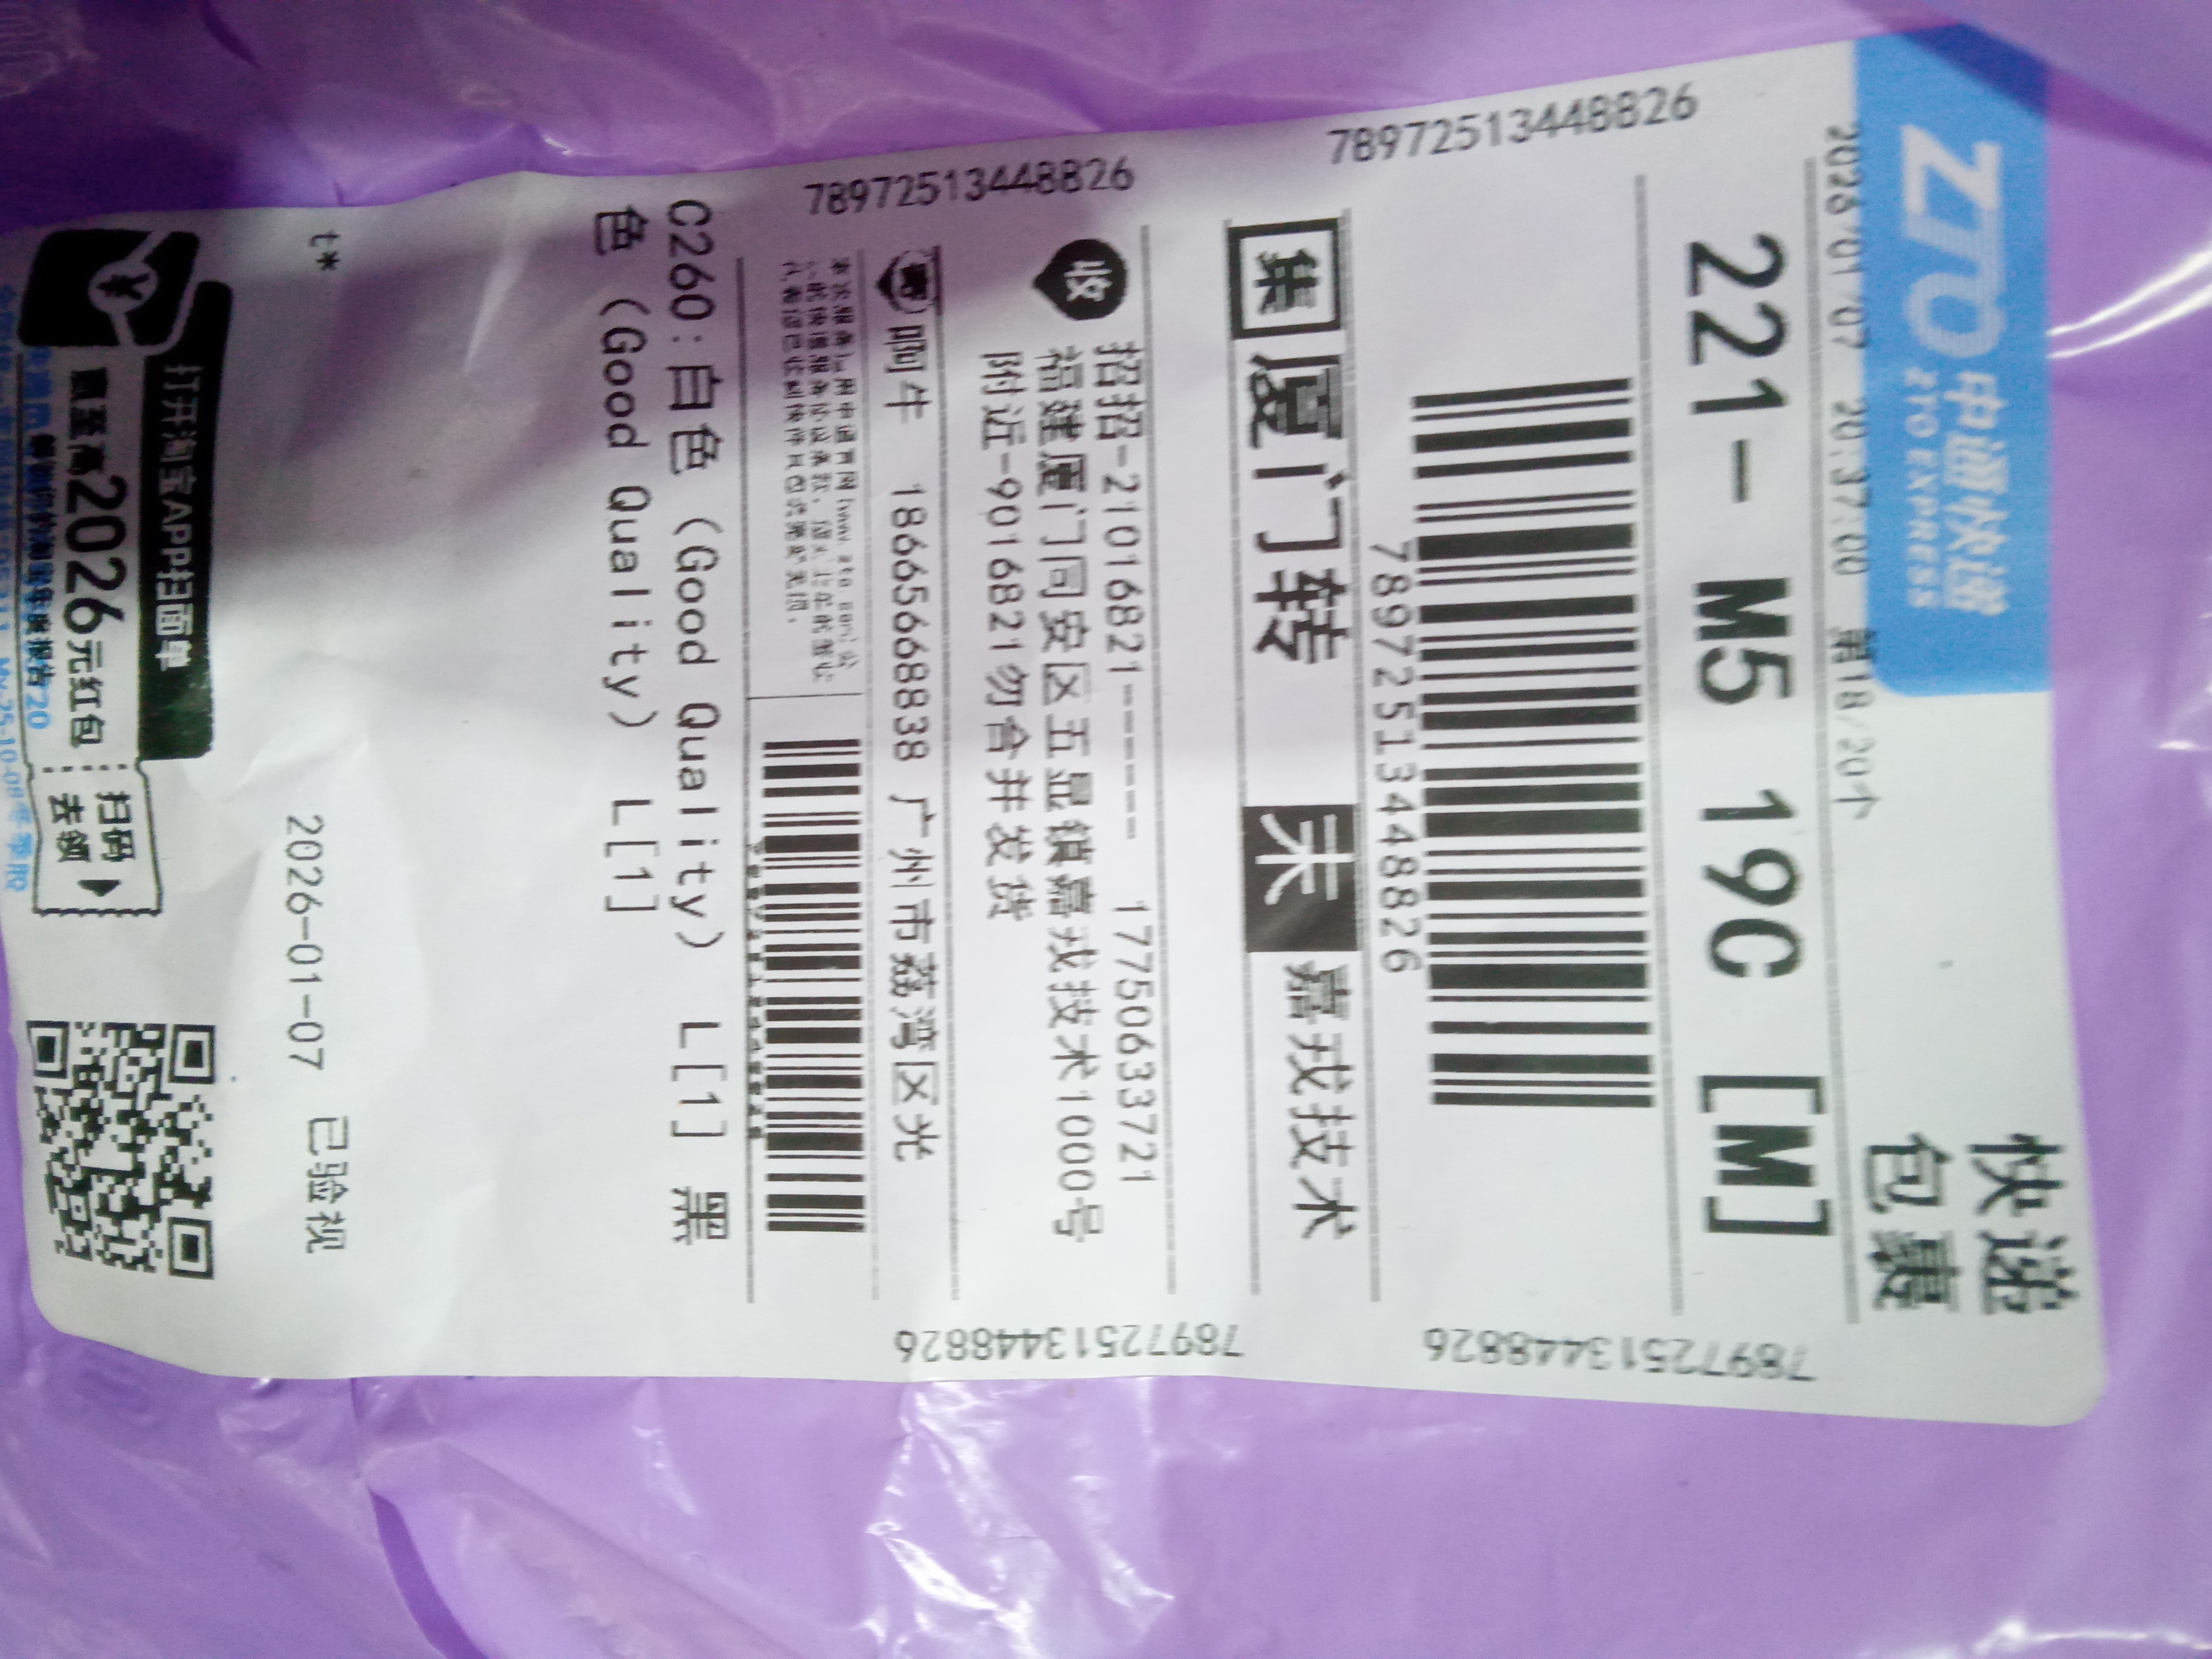 ZTO 中通快递
ZTO EXPRESS
快递
包裹
2026/01/07 20:37:00 第18/20个
221- M5 19C [M]
78972513448826
78972513448826
78972513448826
集 厦门转 未 嘉戎技术
收 招招-21016821------ 17750633721
福建厦门同安区五显镇嘉戎技术1000号
附近-9016821勿合并发货
78972513448826
78972513448826
啊牛 18665668838 广州市荔湾区光
C260:白色（Good Quality） L[1] 黑
色（Good Quality） L[1]
t*
2026-01-07 已验视
打开淘宝APP扫面单
赢至高2026元红包
扫码
去领